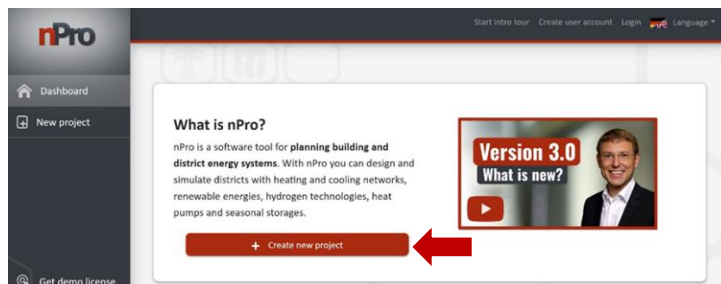 nPro
Start intro tour Create user account Login Language
Dashboard
New project
What is nPro?
nPro is a software tool for planning building and
district energy systems. With nPro you can design and
simulate districts with heating and cooling networks,
renewable energies, hydrogen technologies, heat
pumps and seasonal storages.
+ Create new project
Version 3.0
What is new?
Get demo license